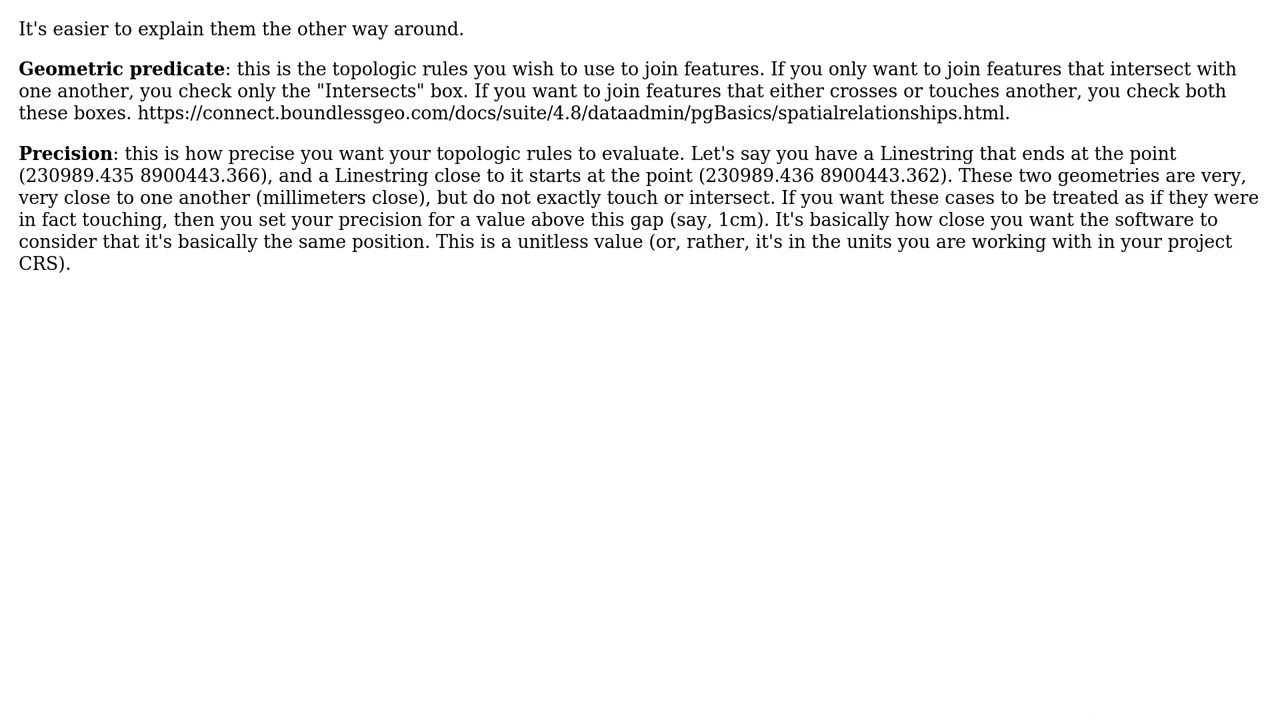 It's easier to explain them the other way around.
Geometric predicate: this is the topologic rules you wish to use to join features. If you only want to join features that intersect with
one another, you check only the "Intersects" box. If you want to join features that either crosses or touches another, you check both
these boxes. https://connect.boundlessgeo.com/docs/suite/4.8/dataadmin/pgBasics/spatialrelationships.html.
Precision: this is how precise you want your topologic rules to evaluate. Let's say you have a Linestring that ends at the point
(230989.435 8900443.366), and a Linestring close to it starts at the point (230989.436 8900443.362). These two geometries are very,
very close to one another (millimeters close), but do not exactly touch or intersect. If you want these cases to be treated as if they were
in fact touching, then you set your precision for a value above this gap (say, 1cm). It's basically how close you want the software to
consider that it's basically the same position. This is a unitless value (or, rather, it's in the units you are working with in your project
CRS).